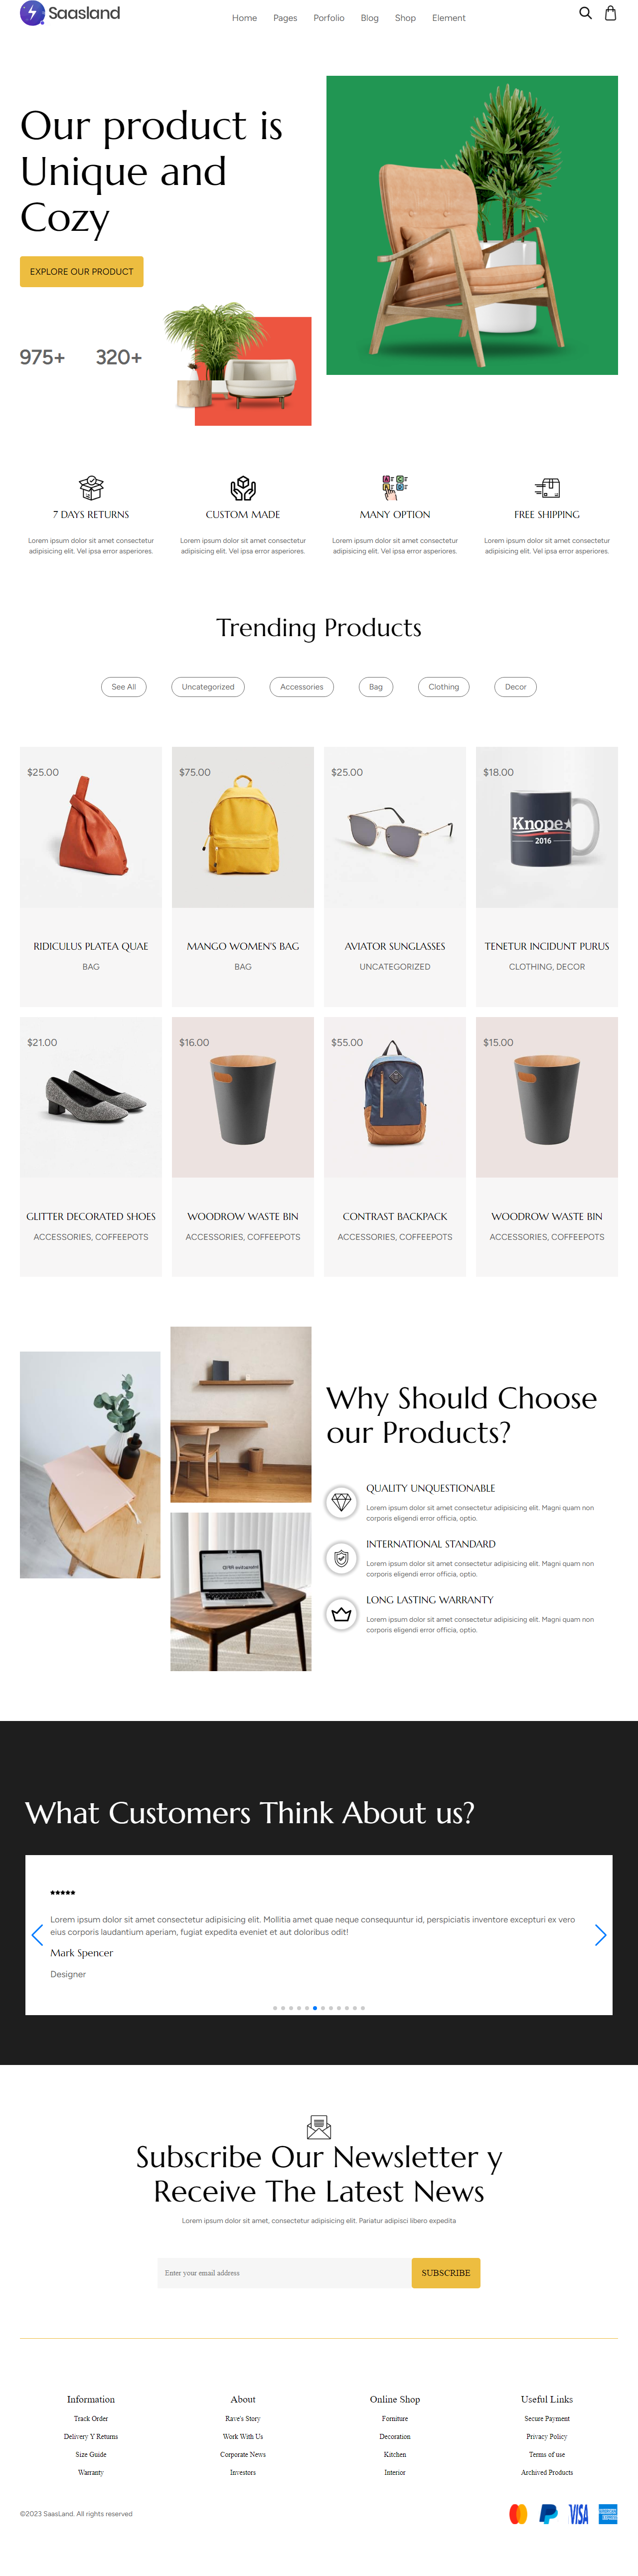 Saasland
Home Pages Porfolio Blog Shop Element
Our product is
Unique and
Cozy
EXPLORE OUR PRODUCT
975+ 320+
7 DAYS RETURNS
Lorem ipsum dolor sit amet consectetur
adipisicing elit. Vel ipsa error asperiores.
CUSTOM MADE
Lorem ipsum dolor sit amet consectetur
adipisicing elit. Vel ipsa error asperiores.
MANY OPTION
Lorem ipsum dolor sit amet consectetur
adipisicing elit. Vel ipsa error asperiores.
FREE SHIPPING
Lorem ipsum dolor sit amet consectetur
adipisicing elit. Vel ipsa error asperiores.
Trending Products
See All Uncategorized Accessories Bag Clothing Decor
$25.00
RIDICULUS PLATEA QUAE
BAG
$75.00
MANGO WOMEN'S BAG
BAG
$25.00
AVIATOR SUNGLASSES
UNCATEGORIZED
$18.00
Knope
2016
TENETUR INCIDUNT PURUS
CLOTHING, DECOR
$21.00
GLITTER DECORATED SHOES
ACCESSORIES, COFFEEPOTS
$16.00
WOODROW WASTE BIN
ACCESSORIES, COFFEEPOTS
$55.00
CONTRAST BACKPACK
ACCESSORIES, COFFEEPOTS
$15.00
WOODROW WASTE BIN
ACCESSORIES, COFFEEPOTS
Why Should Choose
our Products?
QUALITY UNQUESTIONABLE
Lorem ipsum dolor sit amet consectetur adipisicing elit. Magni quam non
corporis eligendi error officia, optio.
INTERNATIONAL STANDARD
Lorem ipsum dolor sit amet consectetur adipisicing elit. Magni quam non
corporis eligendi error officia, optio.
LONG LASTING WARRANTY
Lorem ipsum dolor sit amet consectetur adipisicing elit. Magni quam non
corporis eligendi error officia, optio.
What Customers Think About us?
Lorem ipsum dolor sit amet consectetur adipisicing elit. Mollitia amet quae neque consequuntur id, perspiciatis inventore excepturi ex vero
eius corporis laudantium aperiam, fugiat expedita eveniet et aut doloribus odit!
Mark Spencer
Designer
Subscribe Our Newsletter y
Receive The Latest News
Lorem ipsum dolor sit amet, consectetur adipisicing elit. Pariatur adipisci libero expedita
Enter your email address
SUBSCRIBE
Information
Track Order
Delivery Y Returns
Size Guide
Warranty
About
Rave's Story
Work With Us
Corporate News
Investors
Online Shop
Forniture
Decoration
Kitchen
Interior
Useful Links
Secure Payment
Privacy Policy
Terms of use
Archived Products
©2023 SaasLand. All rights reserved
VISA
AMERICAN EXPRESS